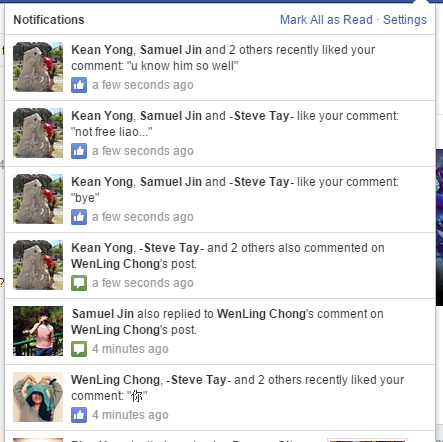 Notifications
Mark All as Read · Settings
Kean Yong, Samuel Jin and 2 others recently liked your
comment: "u know him so well"
a few seconds ago
Kean Yong, Samuel Jin and -Steve Tay- like your comment:
"not free liao..."
a few seconds ago
Kean Yong, Samuel Jin and -Steve Tay- like your comment:
"bye"
a few seconds ago
Kean Yong, -Steve Tay- and 2 others also commented on
WenLing Chong's post.
a few seconds ago
Samuel Jin also replied to WenLing Chong's comment on
WenLing Chong's post.
4 minutes ago
WenLing Chong, -Steve Tay- and 2 others recently liked your
comment: "你"
4 minutes ago